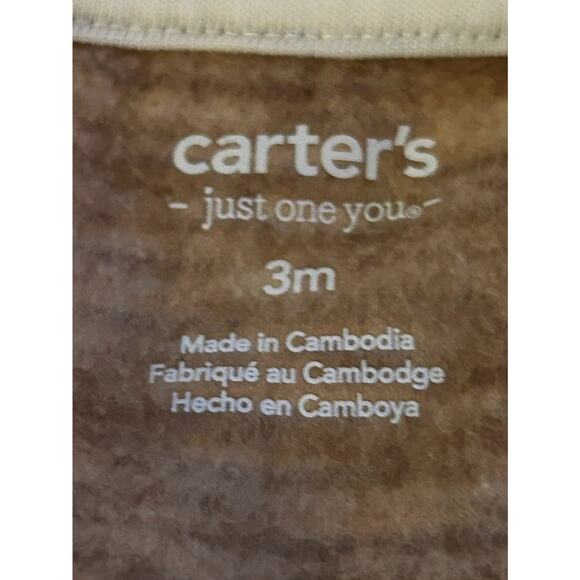 carter's
- just one you® -
3m
Made in Cambodia
Fabriqué au Cambodge
Hecho en Camboya